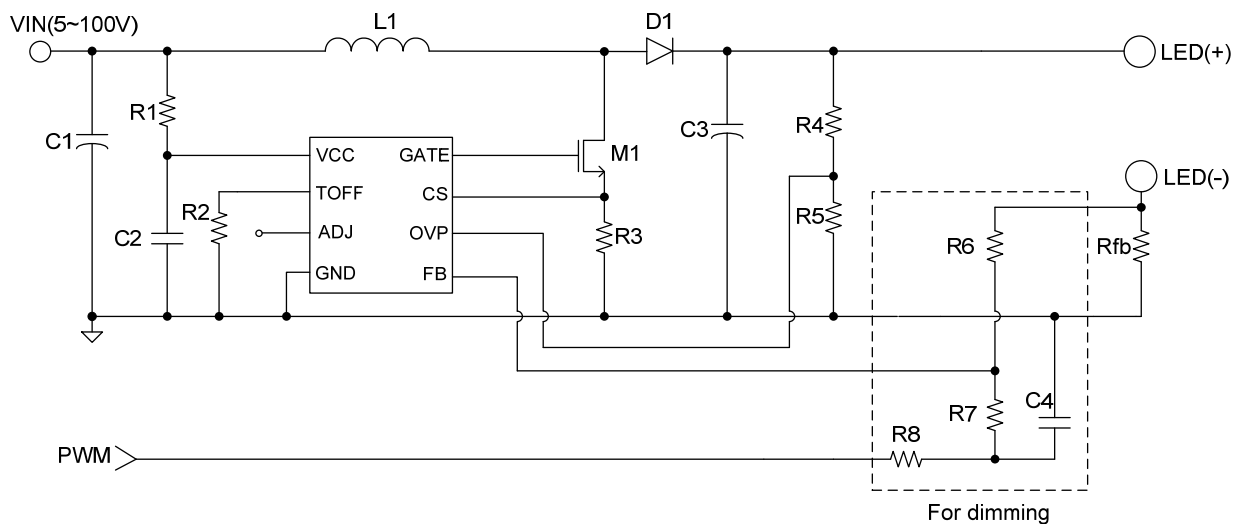 VIN(5~100V)
L1
D1
LED(+)
R1
C1
C3
R4
VCC
GATE
M1
LED(-)
TOFF
CS
R2
R5
ADJ
OVP
R3
R6
Rfb
C2
GND
FB
R7
C4
R8
PWM
For dimming